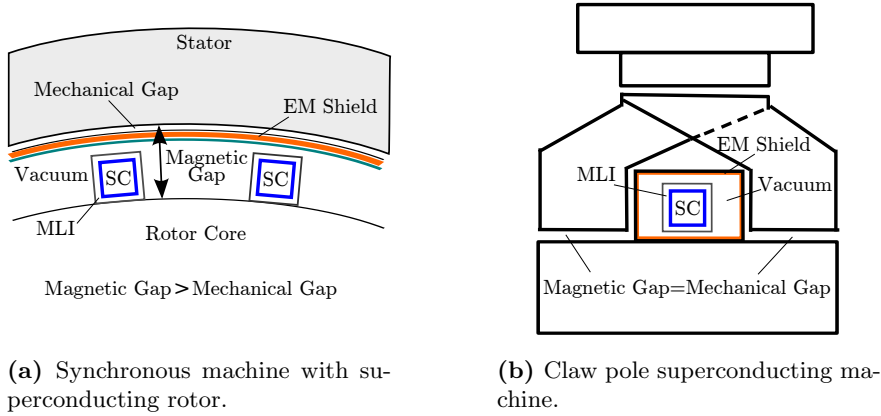 Stator
Mechanical Gap
EM Shield
Magnetic
Gap
Vacuum
SC
SC
MLI
Rotor Core
Magnetic Gap>Mechanical Gap
(a) Synchronous machine with su-
perconducting rotor.
EM Shield
MLI
Vacuum
SC
Magnetic Gap=Mechanical Gap
(b) Claw pole superconducting ma-
chine.